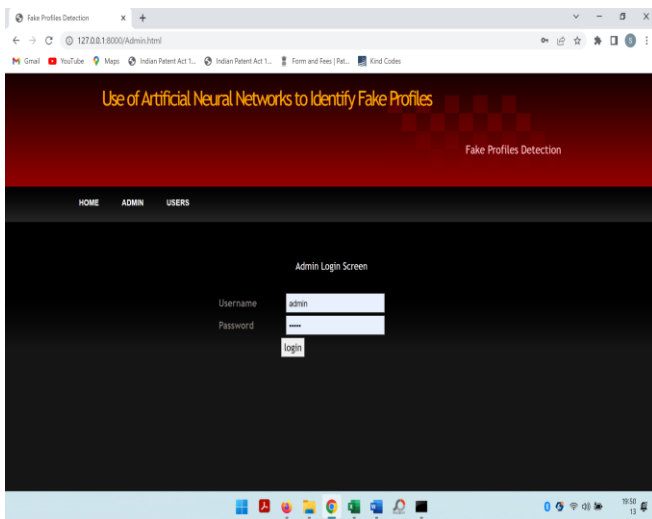 Fake Profiles Detection
127.0.0.1:8000/Admin.html
Gmail YouTube Maps Indian Patent Act 1... Indian Patent Act 1... Form and Fees | Pat... Kind Codes
Use of Artificial Neural Networks to Identify Fake Profiles
Fake Profiles Detection
HOME ADMIN USERS
Admin Login Screen
Username admin
Password •••••
login
19:50
13